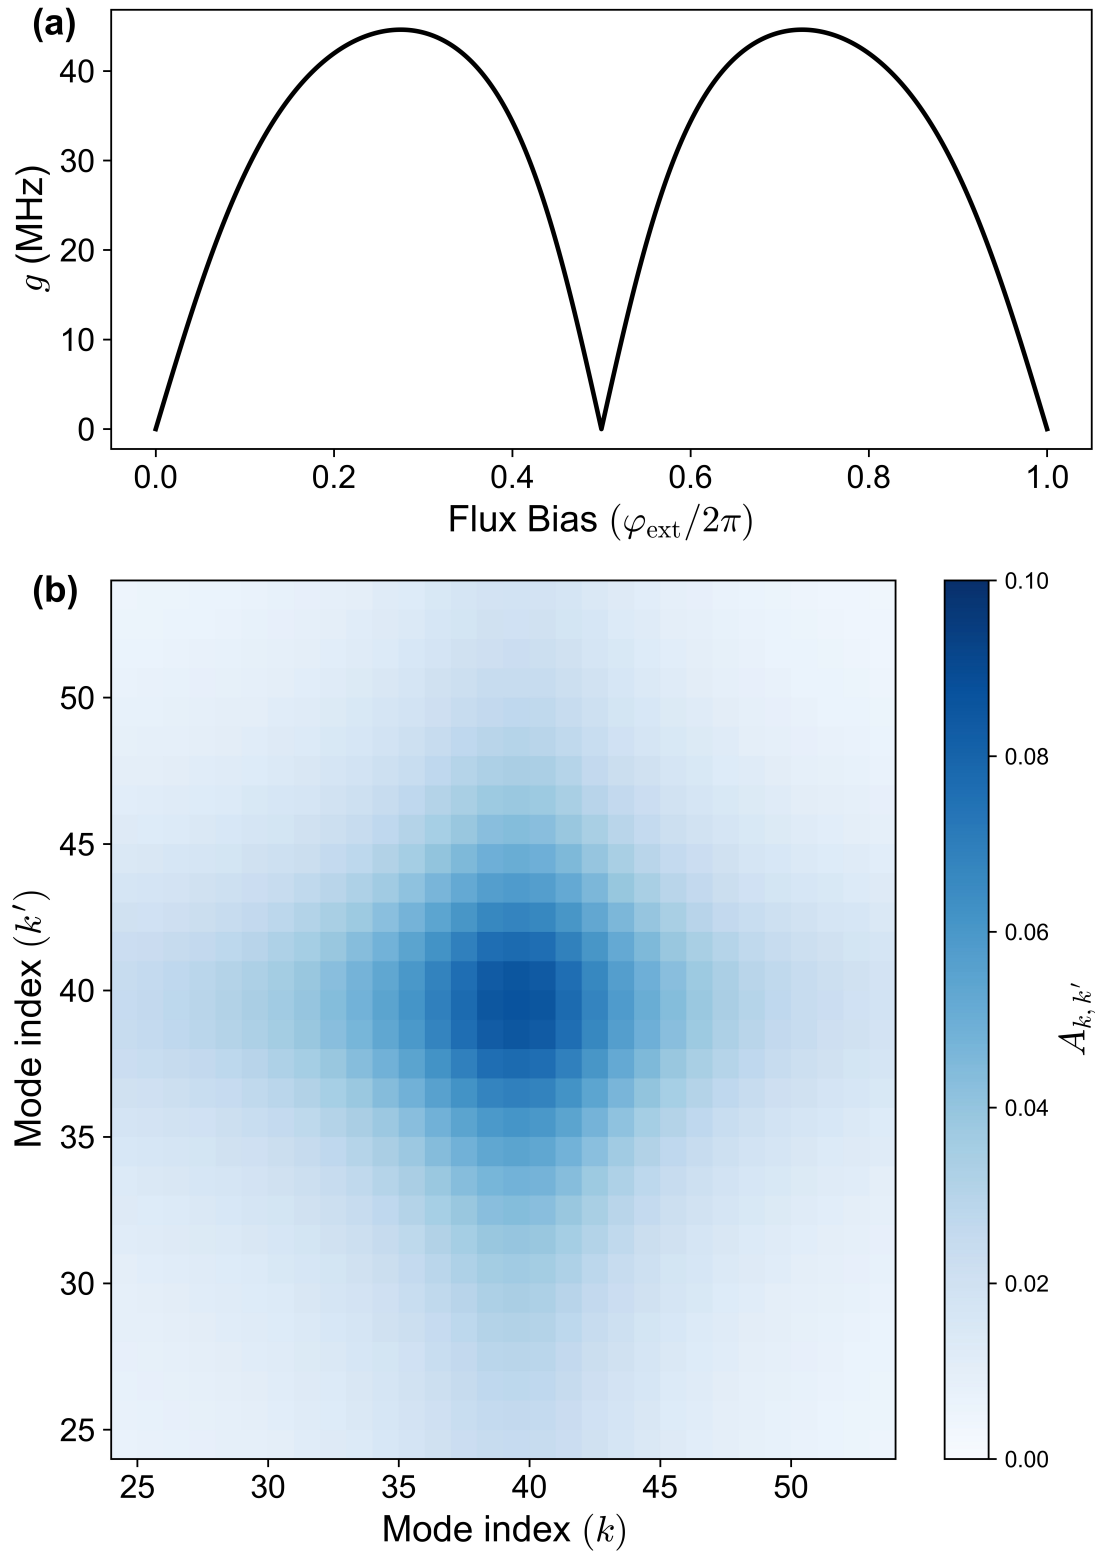 (a)
40
30
20
10
0
g (MHz)
0.0 0.2 0.4 0.6 0.8 1.0
Flux Bias (φext/2π)
(b)
50
45
40
35
30
25
Mode index (k′)
25 30 35 40 45 50
Mode index (k)
0.10
0.08
0.06
0.04
0.02
0.00
Ak,k′